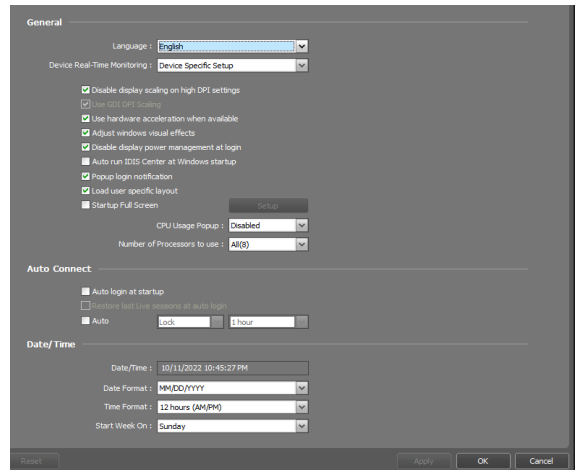 General
Language : English
Device Real-Time Monitoring : Device Specific Setup
Disable display scaling on high DPI settings
Use GDI DPI Scaling
Use hardware acceleration when available
Adjust windows visual effects
Disable display power management at login
Auto run IDIS Center at Windows startup
Popup login notification
Load user specific layout
Startup Full Screen Setup
CPU Usage Popup : Disabled
Number of Processors to use : All(8)
Auto Connect
Auto login at startup
Restore last Live sessions at auto login
Auto Lock 1 hour
Date/Time
Date/Time : 10/11/2022 10:45:27 PM
Date Format : MM/DD/YYYY
Time Format : 12 hours (AM/PM)
Start Week On : Sunday
Reset Apply OK Cancel